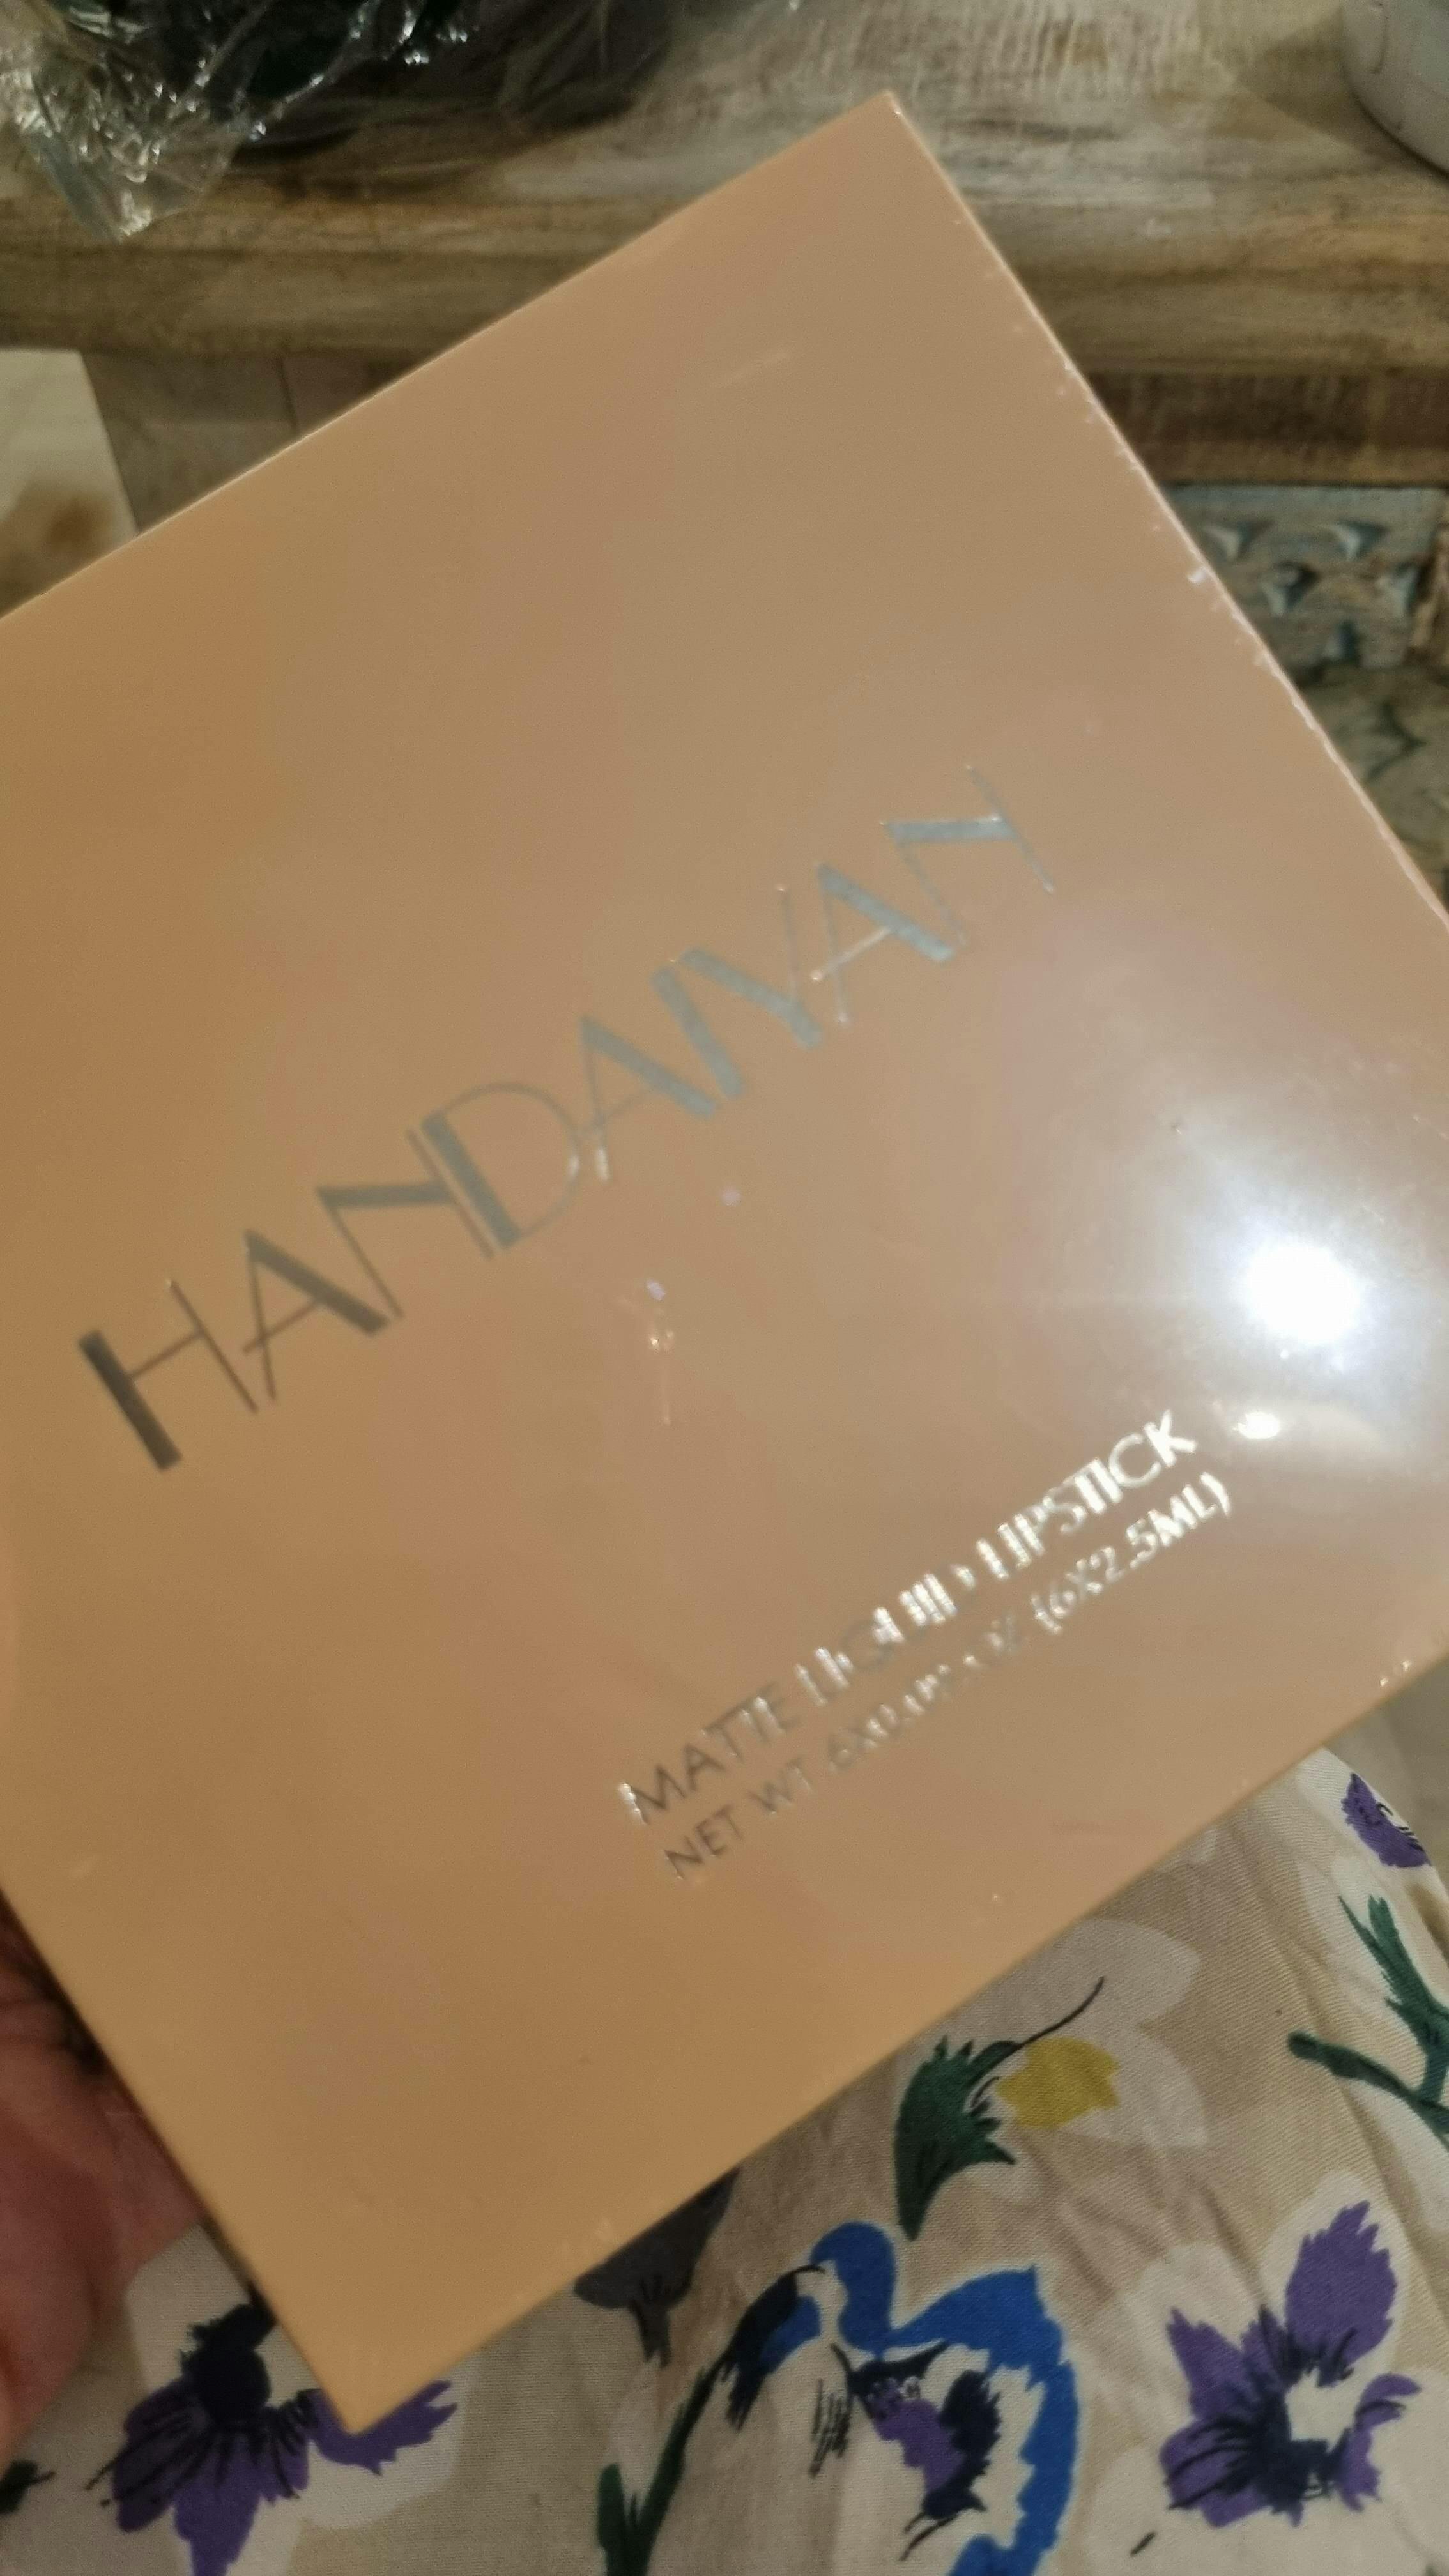 HANDAIYAN
MATTE LIQUID LIPSTICK
NET WT (6X2.5ML)